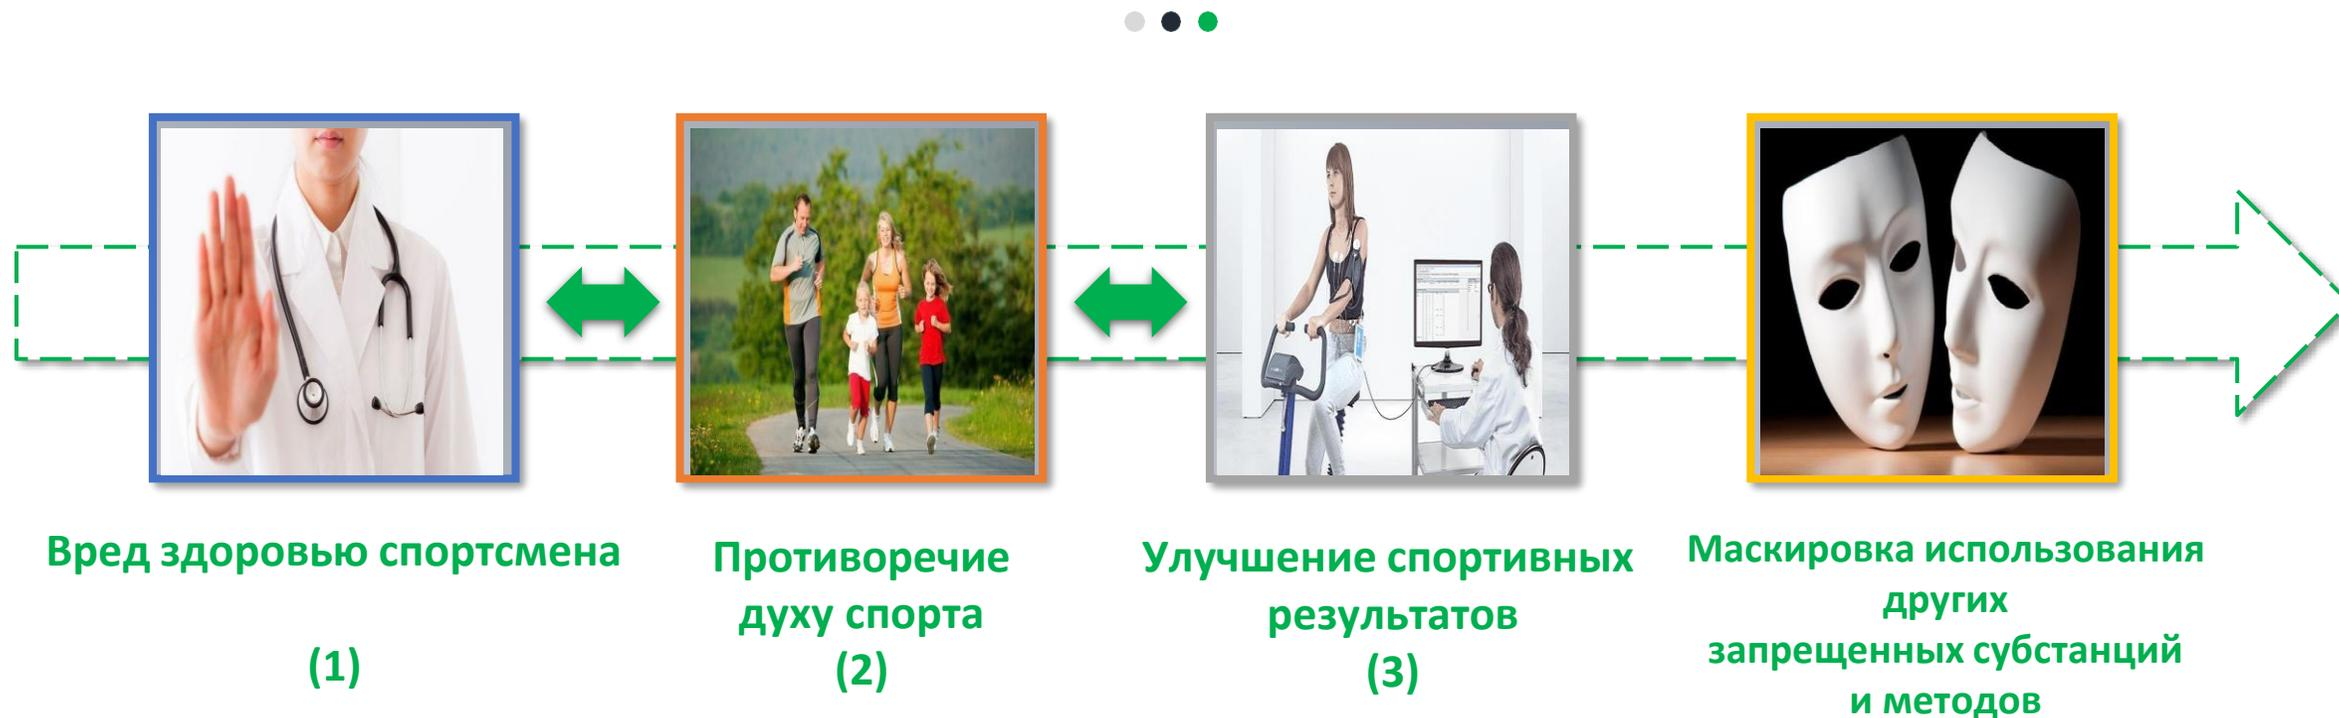 Вред здоровью спортсмена
(1)
Противоречие
духу спорта
(2)
Улучшение спортивных
результатов
(3)
Маскировка использования
других
запрещенных субстанций
и методов